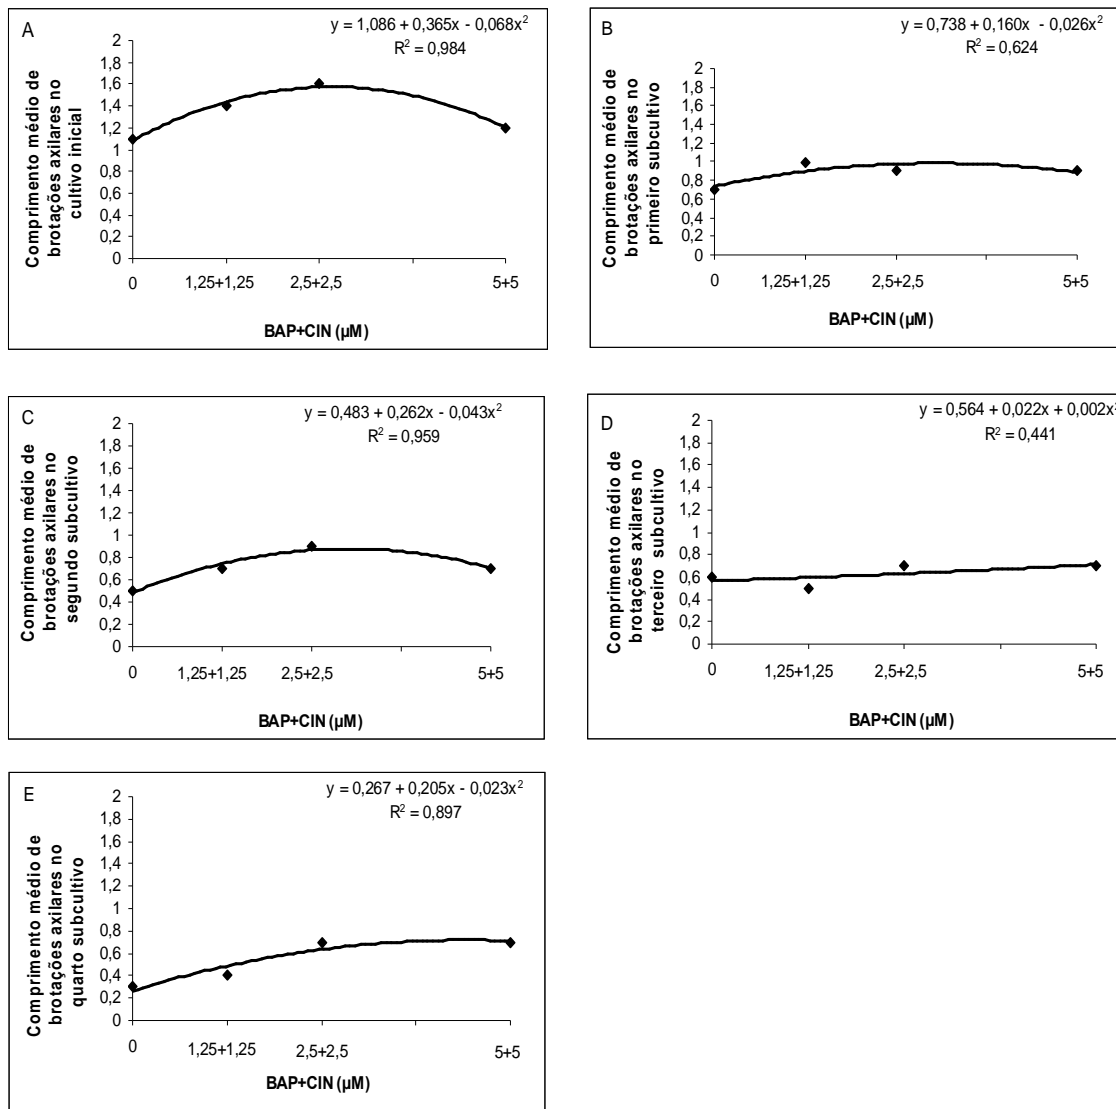 A
y = 1,086 + 0,365x - 0,068x²
R² = 0,984
Comprimento médio de
brotações axilares no
cultivo inicial
2
1,8
1,6
1,4
1,2
1
0,8
0,6
0,4
0,2
0
0
1,25+1,25
2,5+2,5
5+5
BAP+CIN (µM)
B
y = 0,738 + 0,160x - 0,026x²
R² = 0,624
Comprimento médio de
brotações axilares no
primeiro subcultivo
2
1,8
1,6
1,4
1,2
1
0,8
0,6
0,4
0,2
0
0
1,25+1,25
2,5+2,5
5+5
BAP+CIN (µM)
C
y = 0,483 + 0,262x - 0,043x²
R² = 0,959
Comprimento médio de
brotações axilares no
segundo subcultivo
2
1,8
1,6
1,4
1,2
1
0,8
0,6
0,4
0,2
0
0
1,25+1,25
2,5+2,5
5+5
BAP+CIN (µM)
D
y = 0,564 + 0,022x + 0,002x²
R² = 0,441
Comprimento médio de
brotações axilares no
terceiro subcultivo
2
1,8
1,6
1,4
1,2
1
0,8
0,6
0,4
0,2
0
0
1,25+1,25
2,5+2,5
5+5
BAP+CIN (µM)
E
y = 0,267 + 0,205x - 0,023x²
R² = 0,897
Comprimento médio de
brotações axilares no
quarto subcultivo
2
1,8
1,6
1,4
1,2
1
0,8
0,6
0,4
0,2
0
0
1,25+1,25
2,5+2,5
5+5
BAP+CIN (µM)